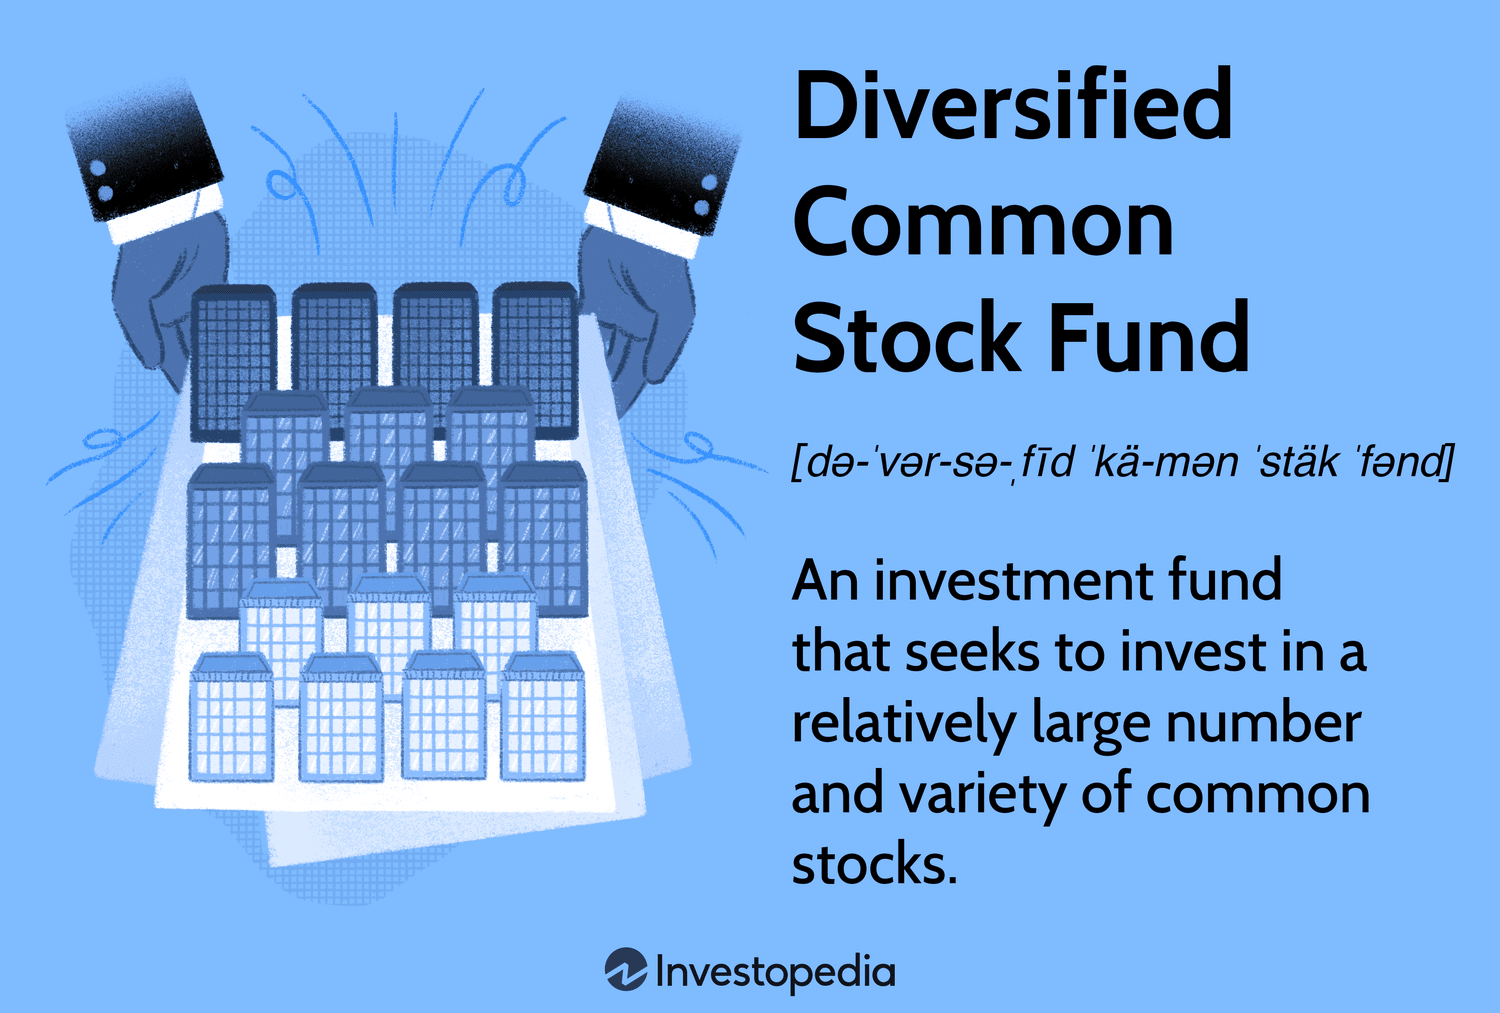 Diversified
Common
Stock Fund
[də-ˈvər-sə-ˌfīd ˈkä-mən ˈstäk ˈfənd]
An investment fund
that seeks to invest in a
relatively large number
and variety of common
stocks.
Investopedia